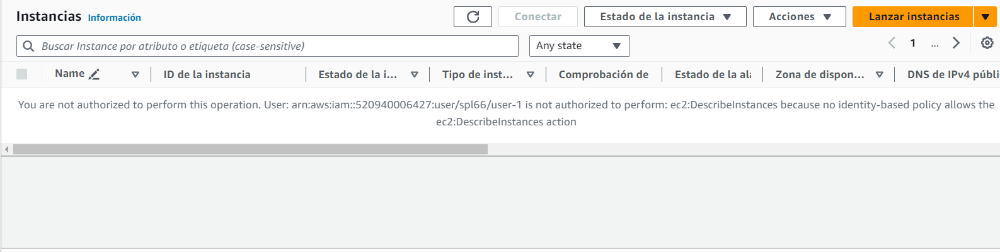 Instancias Información
Conectar
Estado de la instancia
Acciones
Lanzar instancias
Buscar Instance por atributo o etiqueta (case-sensitive)
Any state
1 ...
Name
ID de la instancia
Estado de la i...
Tipo de inst...
Comprobación de
Estado de la ala
Zona de dispon...
DNS de IPv4 públi
You are not authorized to perform this operation. User: arn:aws:iam::520940006427:user/spl66/user-1 is not authorized to perform: ec2:DescribeInstances because no identity-based policy allows the
ec2:DescribeInstances action